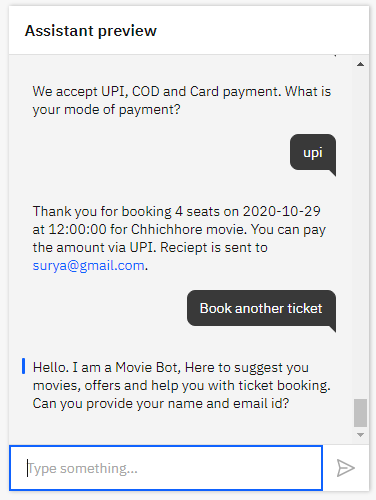 Assistant preview
We accept UPI, COD and Card payment. What is
your mode of payment?
upi
Thank you for booking 4 seats on 2020-10-29
at 12:00:00 for Chhichhore movie. You can pay
the amount via UPI. Reciept is sent to
surya@gmail.com.
Book another ticket
Hello. I am a Movie Bot, Here to suggest you
movies, offers and help you with ticket booking.
Can you provide your name and email id?
Type something...